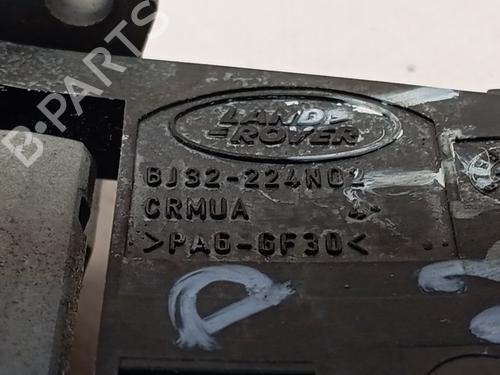 B-PARTS
LAND-
-ROVER
BJ32-224N02
CRMUA
>PA6-GF30<